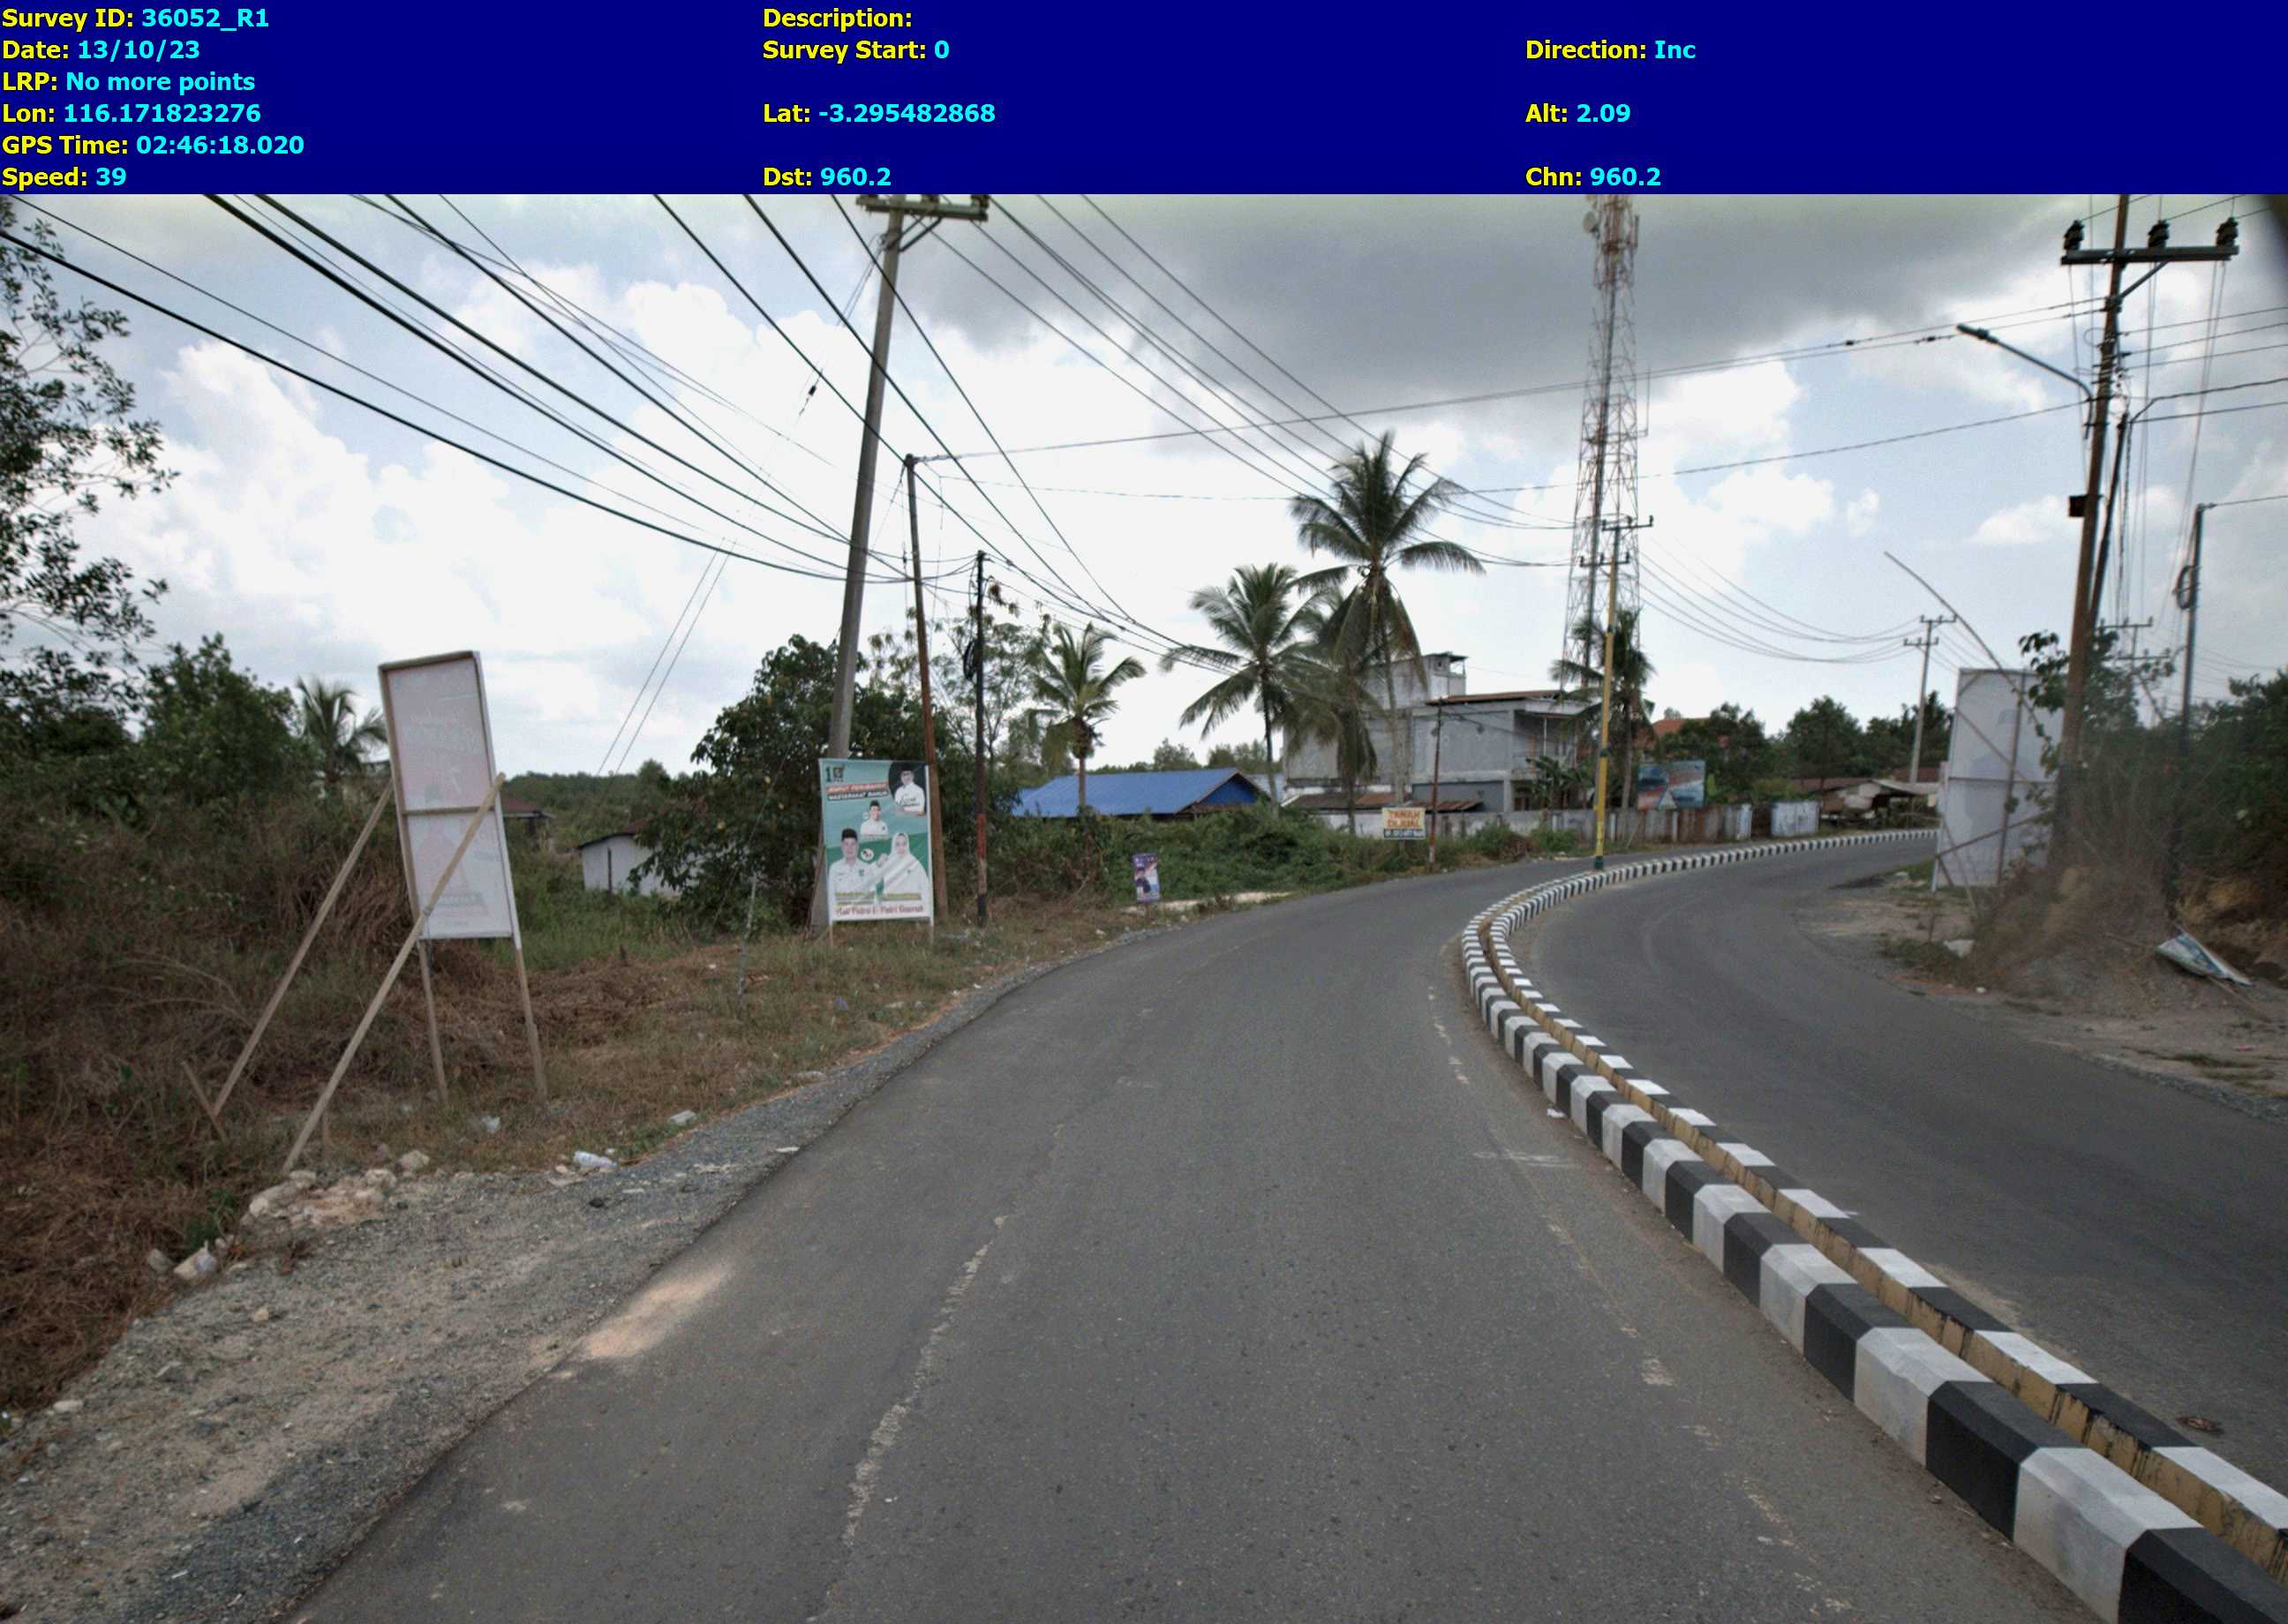 Survey ID: 36052_R1
Description:
Date: 13/10/23
Survey Start: 0
Direction: Inc
LRP: No more points
Lon: 116.171823276
Lat: -3.295482868
Alt: 2.09
GPS Time: 02:46:18.020
Speed: 39
Dst: 960.2
Chn: 960.2
TANAH
DIJUAL